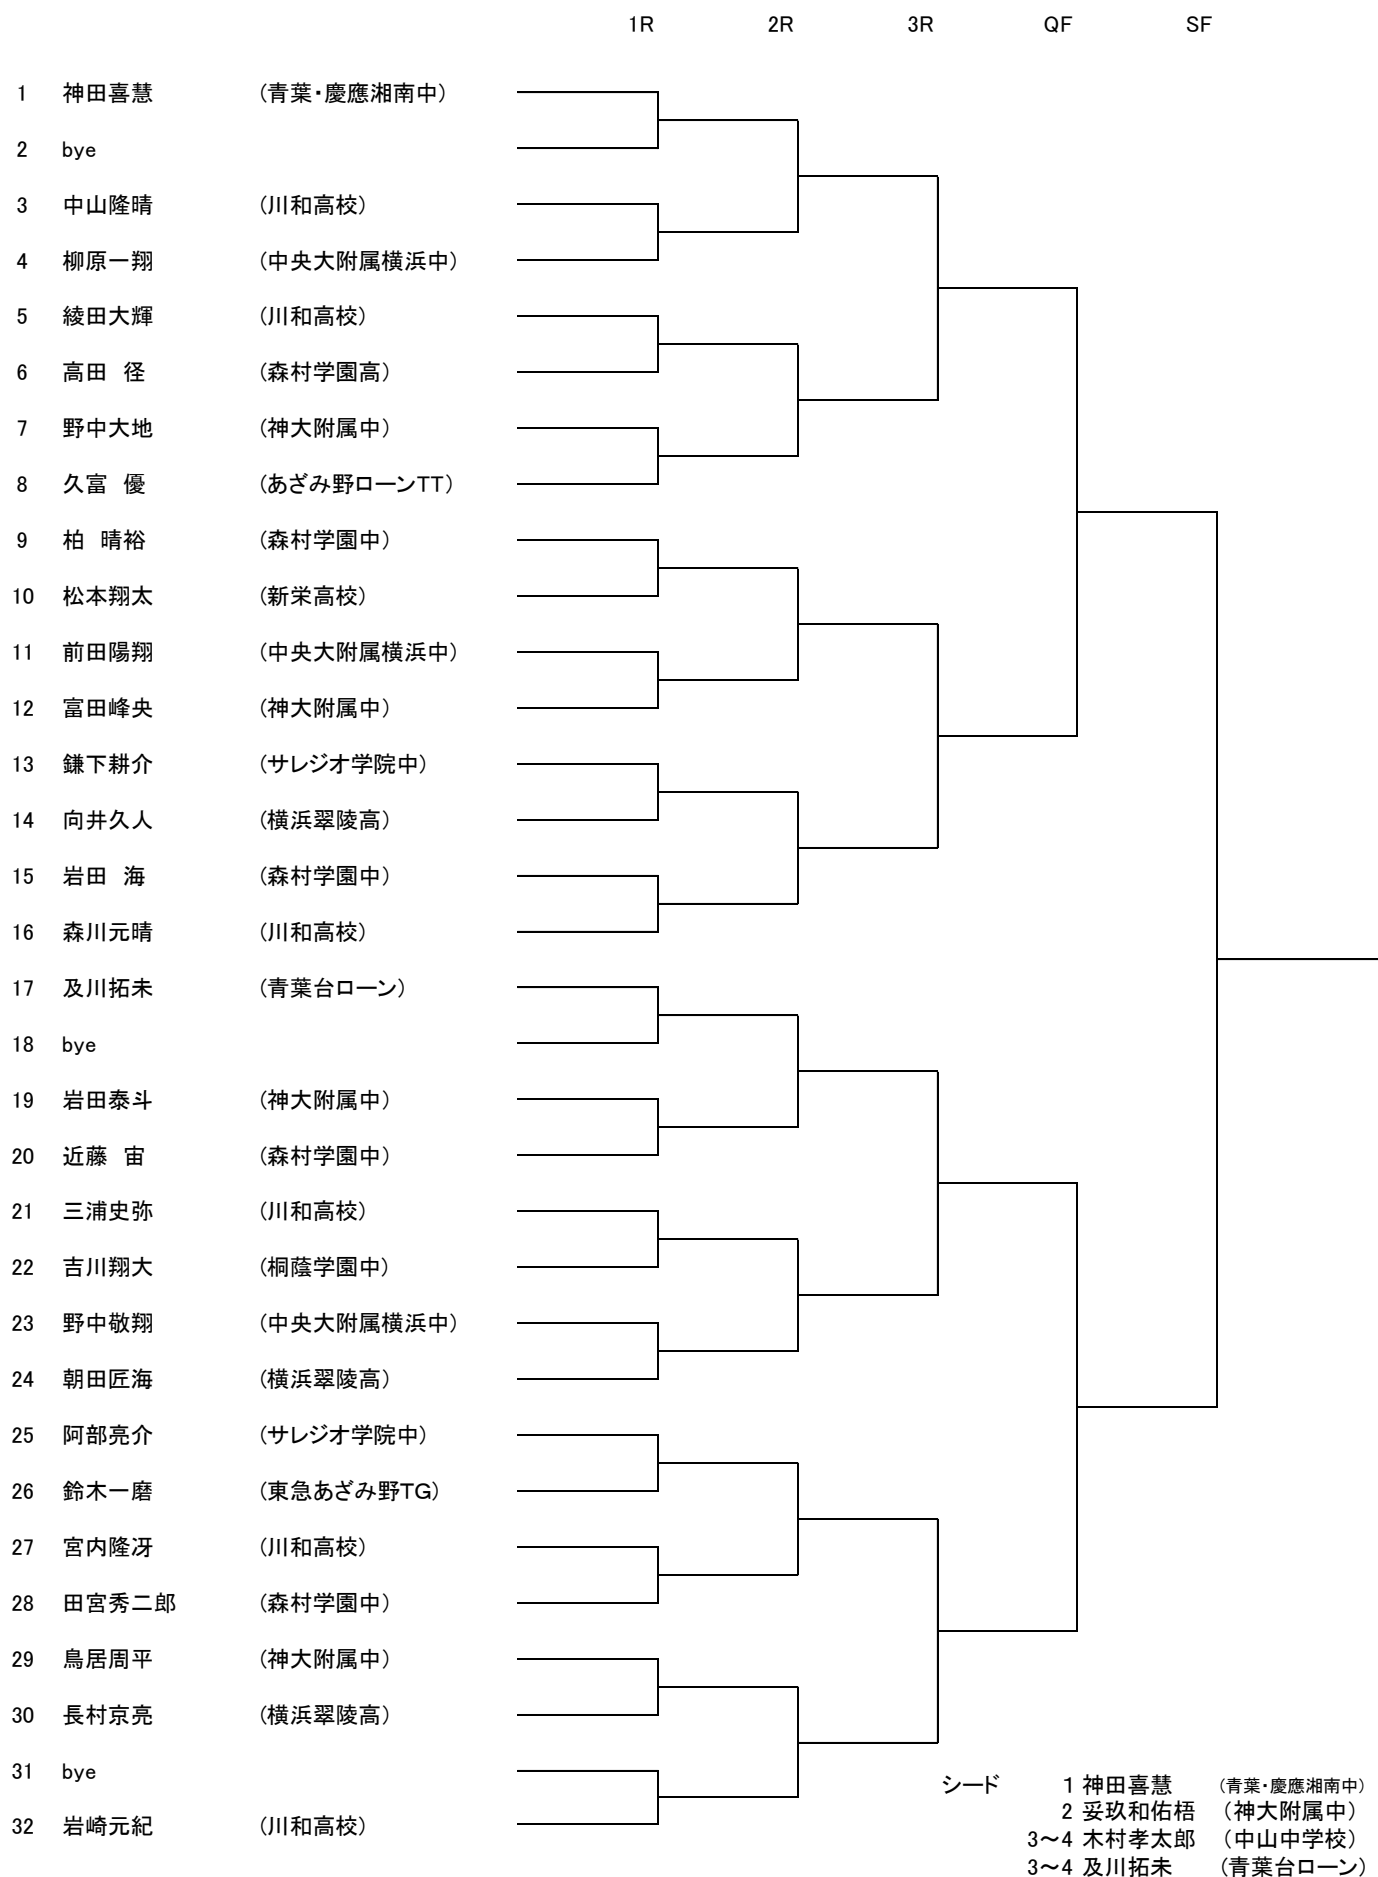 1R 2R 3R QF SF
1 神田喜慧 (青葉・慶應湘南中)
2 bye
3 中山隆晴 (川和高校)
4 柳原一翔 (中央大附属横浜中)
5 綾田大輝 (川和高校)
6 高田　径 (森村学園高)
7 野中大地 (神大附属中)
8 久富　優 (あざみ野ローンTT)
9 柏　晴裕 (森村学園中)
10 松本翔太 (新栄高校)
11 前田陽翔 (中央大附属横浜中)
12 富田峰央 (神大附属中)
13 鎌下耕介 (サレジオ学院中)
14 向井久人 (横浜翠陵高)
15 岩田　海 (森村学園中)
16 森川元晴 (川和高校)
17 及川拓未 (青葉台ローン)
18 bye
19 岩田泰斗 (神大附属中)
20 近藤　宙 (森村学園中)
21 三浦史弥 (川和高校)
22 吉川翔大 (桐蔭学園中)
23 野中敬翔 (中央大附属横浜中)
24 朝田匠海 (横浜翠陵高)
25 阿部亮介 (サレジオ学院中)
26 鈴木一磨 (東急あざみ野TG)
27 宮内隆冴 (川和高校)
28 田宮秀二郎 (森村学園中)
29 鳥居周平 (神大附属中)
30 長村京亮 (横浜翠陵高)
31 bye
32 岩崎元紀 (川和高校)
シード 1 神田喜慧 (青葉・慶應湘南中)
2 妥玖和佑梧 (神大附属中)
3～4 木村孝太郎 (中山中学校)
3～4 及川拓未 (青葉台ローン)